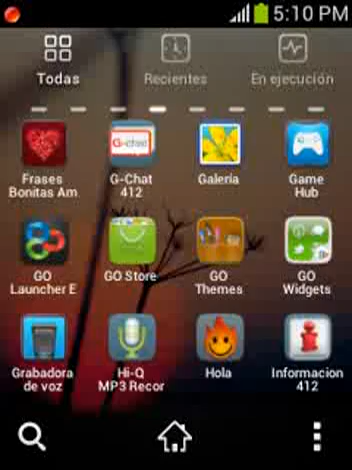 5:10 PM
Todas
Recientes
En ejecución
Frases
Bonitas Am
G-chat
G-Chat
412
Galería
Game
Hub
GO
Launcher E
GO Store
GO
Themes
GO
Widgets
Grabadora
de voz
Hi-Q
MP3 Recor
Hola
Informacion
412